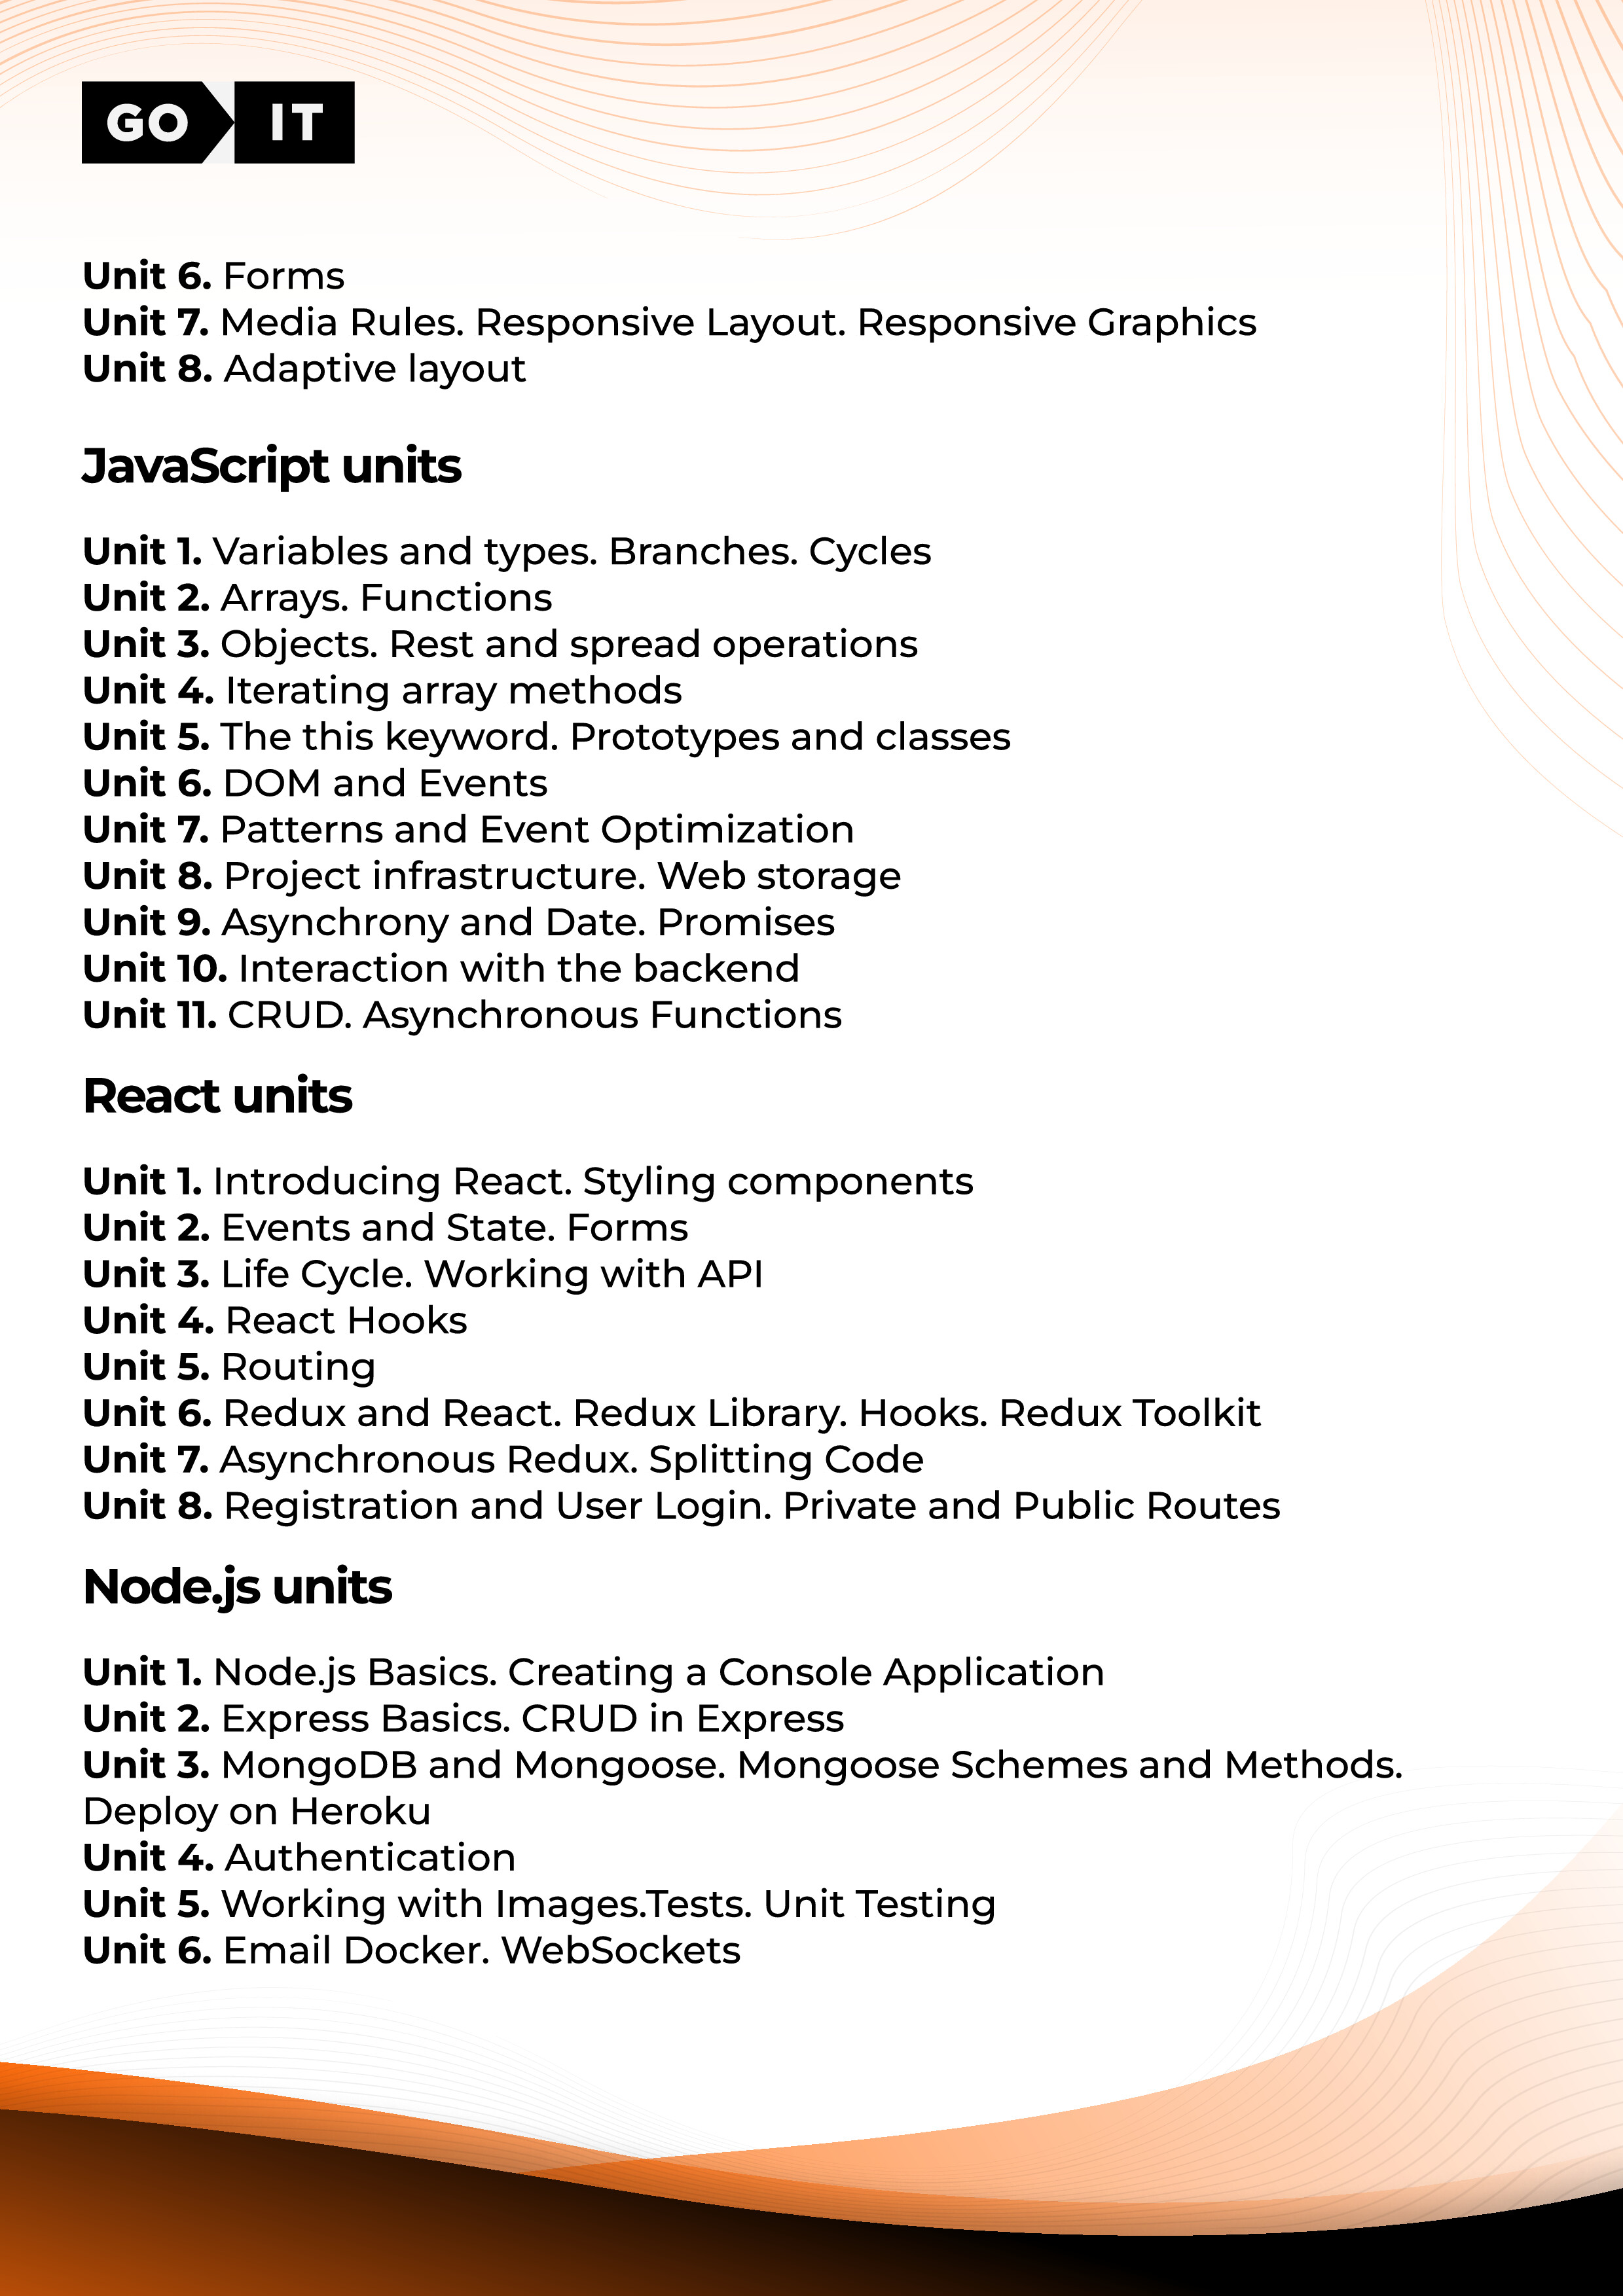 GO IT
Unit 6. Forms
Unit 7. Media Rules. Responsive Layout. Responsive Graphics
Unit 8. Adaptive layout
JavaScript units
Unit 1. Variables and types. Branches. Cycles
Unit 2. Arrays. Functions
Unit 3. Objects. Rest and spread operations
Unit 4. Iterating array methods
Unit 5. The this keyword. Prototypes and classes
Unit 6. DOM and Events
Unit 7. Patterns and Event Optimization
Unit 8. Project infrastructure. Web storage
Unit 9. Asynchrony and Date. Promises
Unit 10. Interaction with the backend
Unit 11. CRUD. Asynchronous Functions
React units
Unit 1. Introducing React. Styling components
Unit 2. Events and State. Forms
Unit 3. Life Cycle. Working with API
Unit 4. React Hooks
Unit 5. Routing
Unit 6. Redux and React. Redux Library. Hooks. Redux Toolkit
Unit 7. Asynchronous Redux. Splitting Code
Unit 8. Registration and User Login. Private and Public Routes
Node.js units
Unit 1. Node.js Basics. Creating a Console Application
Unit 2. Express Basics. CRUD in Express
Unit 3. MongoDB and Mongoose. Mongoose Schemes and Methods.
Deploy on Heroku
Unit 4. Authentication
Unit 5. Working with Images.Tests. Unit Testing
Unit 6. Email Docker. WebSockets